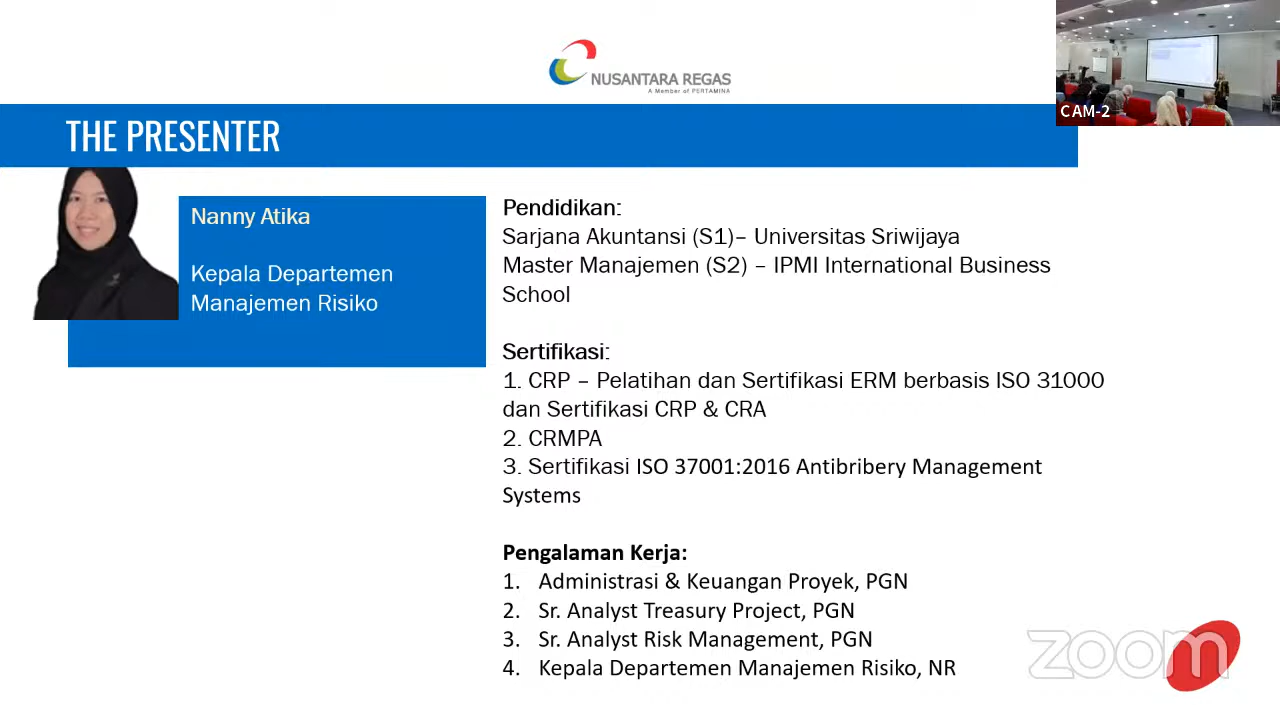 NUSANTARA REGAS
A Member of PERTAMINA
CAM-2
THE PRESENTER
Nanny Atika
Kepala Departemen
Manajemen Risiko
Pendidikan:
Sarjana Akuntansi (S1)– Universitas Sriwijaya
Master Manajemen (S2) – IPMI International Business
School
Sertifikasi:
1. CRP – Pelatihan dan Sertifikasi ERM berbasis ISO 31000
dan Sertifikasi CRP & CRA
2. CRMPA
3. Sertifikasi ISO 37001:2016 Antibribery Management
Systems
Pengalaman Kerja:
1. Administrasi & Keuangan Proyek, PGN
2. Sr. Analyst Treasury Project, PGN
3. Sr. Analyst Risk Management, PGN
4. Kepala Departemen Manajemen Risiko, NR
zoom